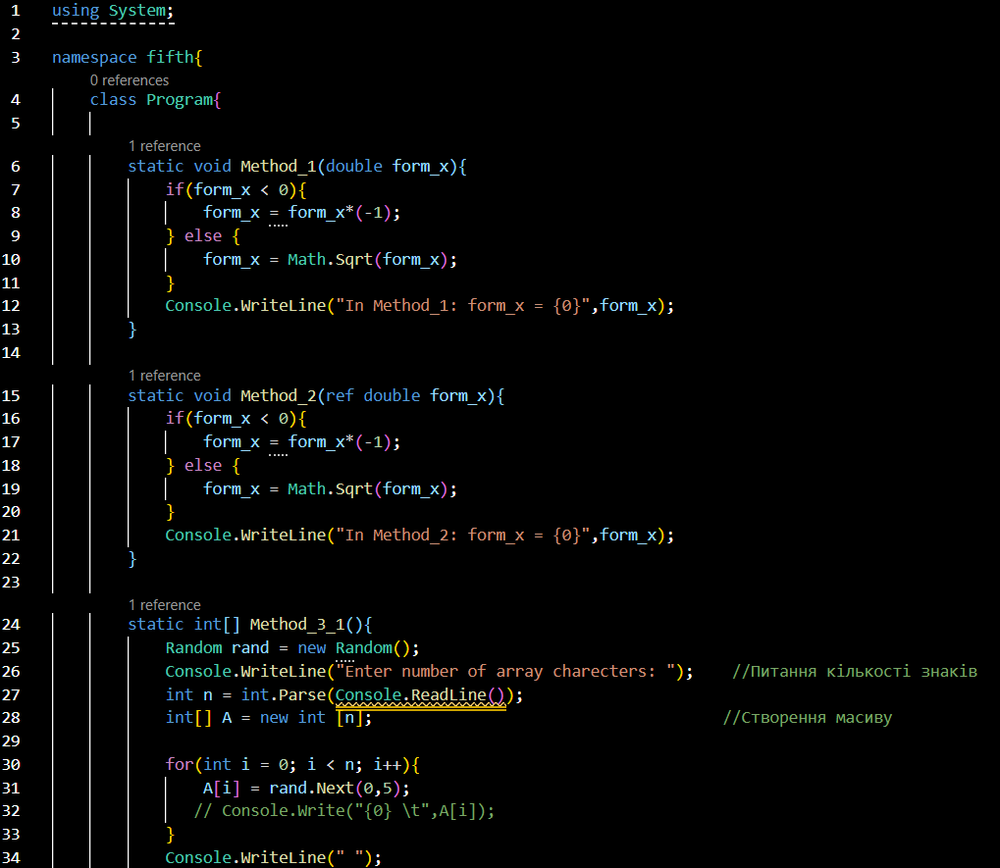 1 using System;
2
3 namespace fifth{
0 references
4 class Program{
5
1 reference
6 static void Method_1(double form_x){
7 if(form_x < 0){
8 form_x = form_x*(-1);
9 } else {
10 form_x = Math.Sqrt(form_x);
11 }
12 Console.WriteLine("In Method_1: form_x = {0}",form_x);
13 }
14
1 reference
15 static void Method_2(ref double form_x){
16 if(form_x < 0){
17 form_x = form_x*(-1);
18 } else {
19 form_x = Math.Sqrt(form_x);
20 }
21 Console.WriteLine("In Method_2: form_x = {0}",form_x);
22 }
23
1 reference
24 static int[] Method_3_1(){
25 Random rand = new Random();
26 Console.WriteLine("Enter number of array charecters: "); //Питання кількості знаків
27 int n = int.Parse(Console.ReadLine());
28 int[] A = new int [n]; //Створення масиву
29
30 for(int i = 0; i < n; i++){
31 A[i] = rand.Next(0,5);
32 // Console.Write("{0} \t",A[i]);
33 }
34 Console.WriteLine(" ");